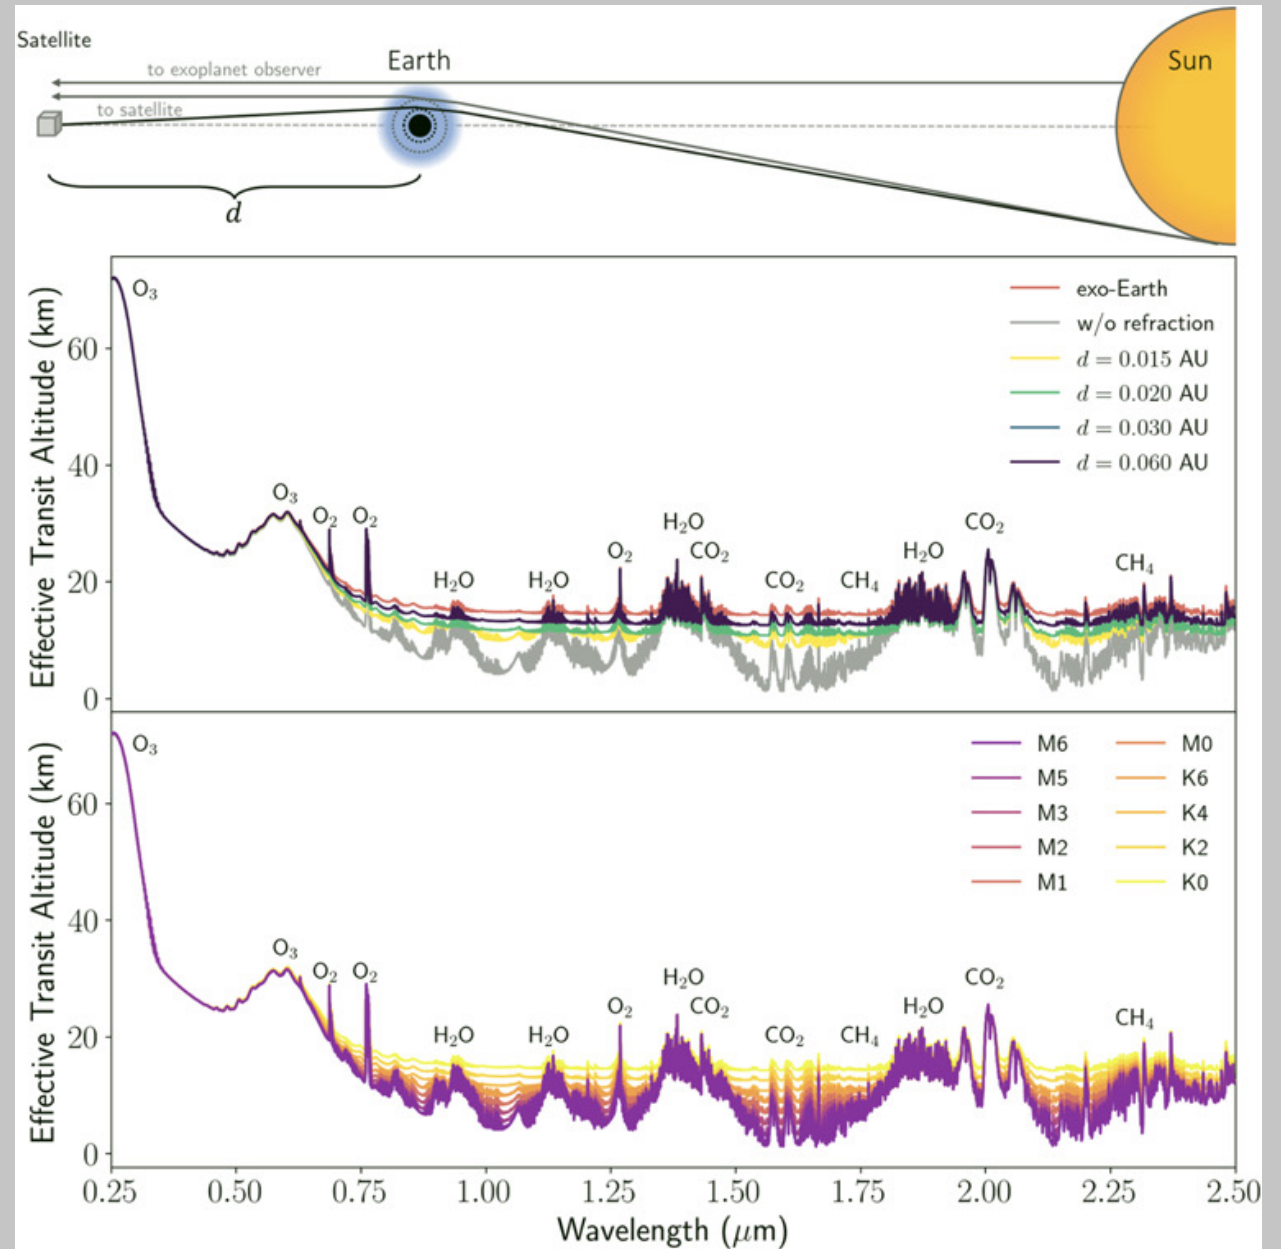 Satellite
Earth
Sun
to exoplanet observer
to satellite
d
Effective Transit Altitude (km)
60
40
20
0
O₃
O₃
O₂
O₂
H₂O
H₂O
O₂
H₂O
CO₂
CO₂
CH₄
H₂O
CO₂
CH₄
exo-Earth
w/o refraction
d = 0.015 AU
d = 0.020 AU
d = 0.030 AU
d = 0.060 AU
Effective Transit Altitude (km)
60
40
20
0
O₃
O₃
O₂
O₂
H₂O
H₂O
O₂
H₂O
CO₂
CO₂
CH₄
H₂O
CO₂
CH₄
M6
M5
M3
M2
M1
M0
K6
K4
K2
K0
0.25 0.50 0.75 1.00 1.25 1.50 1.75 2.00 2.25 2.50
Wavelength (μm)